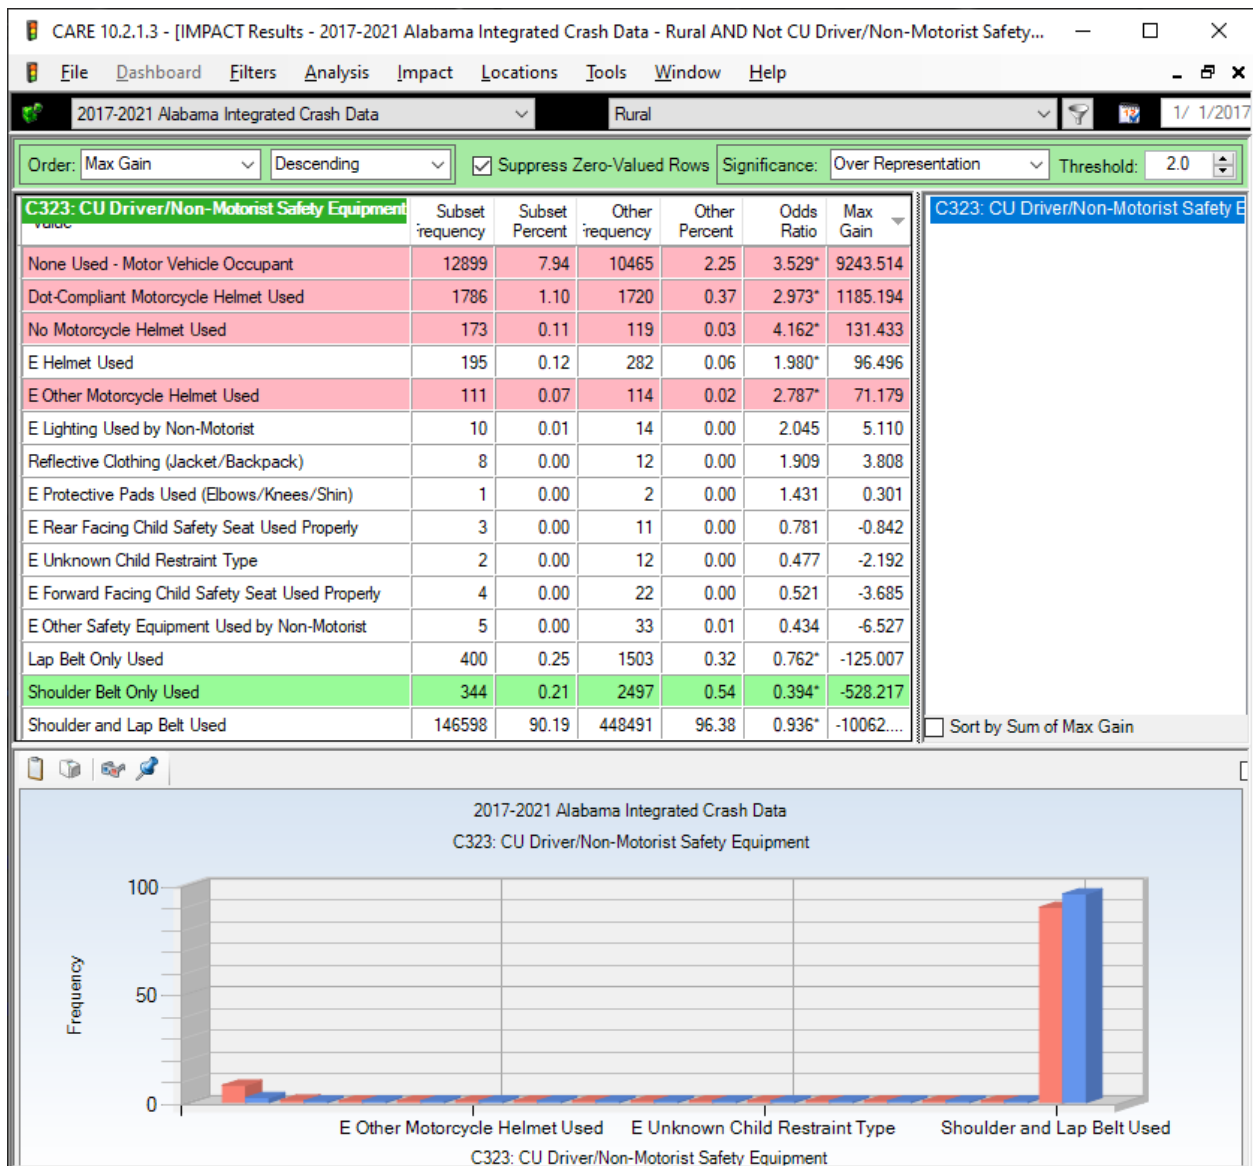 CARE 10.2.1.3 - [IMPACT Results - 2017-2021 Alabama Integrated Crash Data - Rural AND Not CU Driver/Non-Motorist Safety...
File Dashboard Filters Analysis Impact Locations Tools Window Help
2017-2021 Alabama Integrated Crash Data Rural 1/ 1/2017
Order: Max Gain Descending Suppress Zero-Valued Rows Significance: Over Representation Threshold: 2.0
C323: CU Driver/Non-Motorist Safety Equipment Subset Frequency Subset Percent Other Frequency Other Percent Odds Ratio Max Gain C323: CU Driver/Non-Motorist Safety E
None Used - Motor Vehicle Occupant 12899 7.94 10465 2.25 3.529* 9243.514
Dot-Compliant Motorcycle Helmet Used 1786 1.10 1720 0.37 2.973* 1185.194
No Motorcycle Helmet Used 173 0.11 119 0.03 4.162* 131.433
E Helmet Used 195 0.12 282 0.06 1.980* 96.496
E Other Motorcycle Helmet Used 111 0.07 114 0.02 2.787* 71.179
E Lighting Used by Non-Motorist 10 0.01 14 0.00 2.045 5.110
Reflective Clothing (Jacket/Backpack) 8 0.00 12 0.00 1.909 3.808
E Protective Pads Used (Elbows/Knees/Shin) 1 0.00 2 0.00 1.431 0.301
E Rear Facing Child Safety Seat Used Properly 3 0.00 11 0.00 0.781 -0.842
E Unknown Child Restraint Type 2 0.00 12 0.00 0.477 -2.192
E Forward Facing Child Safety Seat Used Properly 4 0.00 22 0.00 0.521 -3.685
E Other Safety Equipment Used by Non-Motorist 5 0.00 33 0.01 0.434 -6.527
Lap Belt Only Used 400 0.25 1503 0.32 0.762* -125.007
Shoulder Belt Only Used 344 0.21 2497 0.54 0.394* -528.217
Shoulder and Lap Belt Used 146598 90.19 448491 96.38 0.936* -10062....
Sort by Sum of Max Gain
2017-2021 Alabama Integrated Crash Data
C323: CU Driver/Non-Motorist Safety Equipment
100
50
0
Frequency
E Other Motorcycle Helmet Used E Unknown Child Restraint Type Shoulder and Lap Belt Used
C323: CU Driver/Non-Motorist Safety Equipment